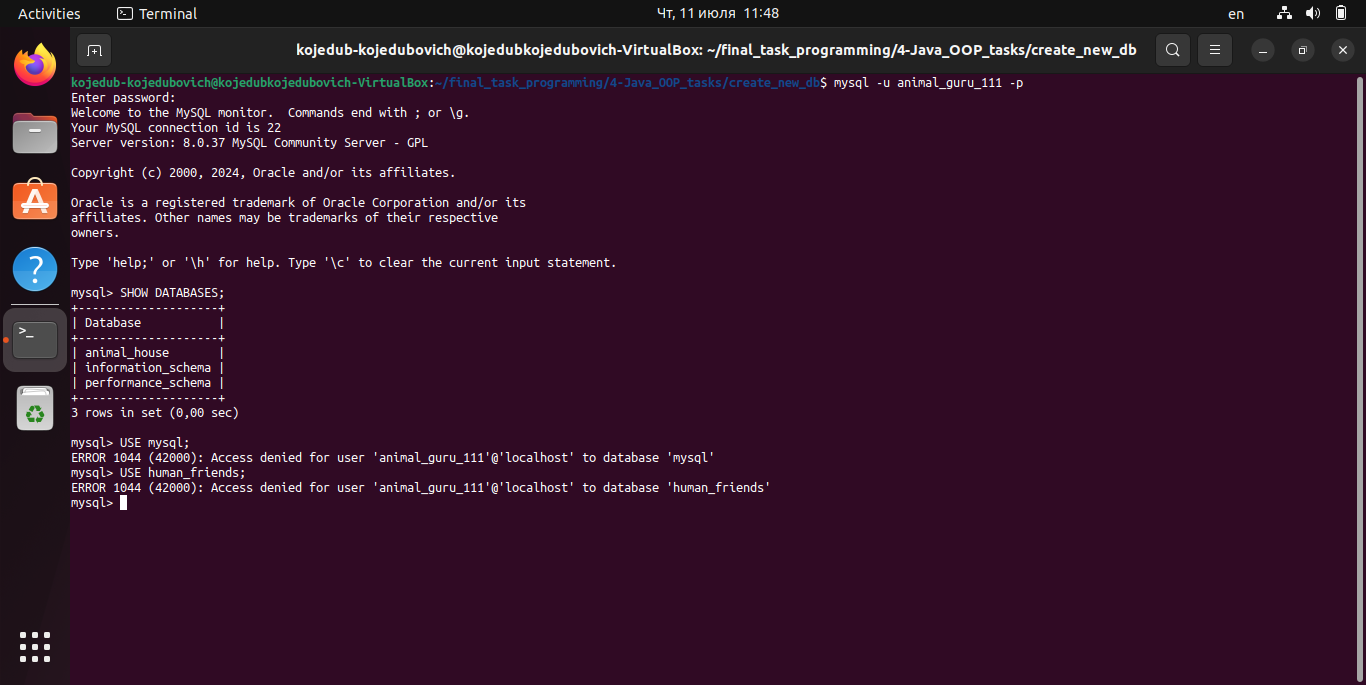 Activities Terminal Чт, 11 июля 11:48 en
kojedub-kojedubovich@kojedubkojedubovich-VirtualBox: ~/final_task_programming/4-Java_OOP_tasks/create_new_db
kojedub-kojedubovich@kojedubkojedubovich-VirtualBox:~/final_task_programming/4-Java_OOP_tasks/create_new_db$ mysql -u animal_guru_111 -p
Enter password:
Welcome to the MySQL monitor.  Commands end with ; or \g.
Your MySQL connection id is 22
Server version: 8.0.37 MySQL Community Server - GPL
Copyright (c) 2000, 2024, Oracle and/or its affiliates.
Oracle is a registered trademark of Oracle Corporation and/or its
affiliates. Other names may be trademarks of their respective
owners.
Type 'help;' or '\h' for help. Type '\c' to clear the current input statement.
mysql> SHOW DATABASES;
+--------------------+
| Database           |
+--------------------+
| animal_house       |
| information_schema |
| performance_schema |
+--------------------+
3 rows in set (0,00 sec)
mysql> USE mysql;
ERROR 1044 (42000): Access denied for user 'animal_guru_111'@'localhost' to database 'mysql'
mysql> USE human_friends;
ERROR 1044 (42000): Access denied for user 'animal_guru_111'@'localhost' to database 'human_friends'
mysql>